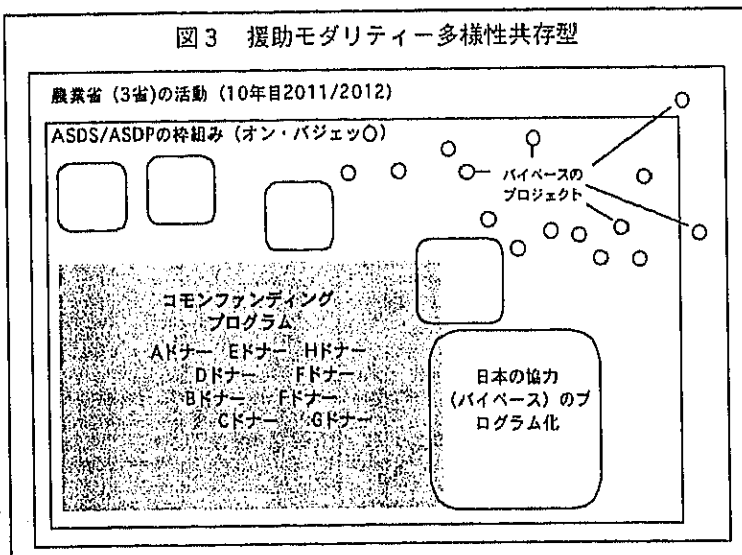 図3 援助モダリティー多様性共存型
農業省（3省）の活動（10年目2011/2012）
ASDS/ASDPの枠組み（オン・バジェッ〇）
バイベースの
プロジェクト
コモンファンディング
プログラム
Aドナー Eドナー Hドナー
Dドナー Fドナー
Bドナー Fドナー
Cドナー Gドナー
日本の協力
（バイベース）のプ
ログラム化